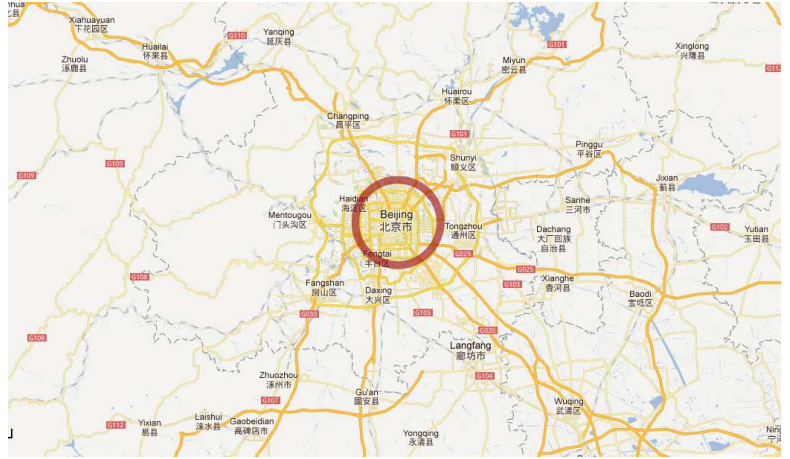 Xiahuayuan
下花园区
G110
Yanqing
延庆县
Huailai
怀来县
Zhuolu
涿鹿县
G101
Miyun
密云县
Xinglong
兴隆县
G112
Huairou
怀柔区
Changping
昌平区
G101
Pinggu
平谷区
Shunyi
顺义区
G109
G109
Jixian
蓟县
Haidian
海淀区
Sanhe
三河市
Mentougou
门头沟区
Beijing
北京市
Tongzhou
通州区
Dachang
大厂回族
自治县
G102
Yutian
玉田县
Fengtai
丰台区
G025
G025
G108
Fangshan
房山区
Daxing
大兴区
G103
Xianghe
香河县
Baodi
宝坻区
G030
G105
G020
G108
Langfang
廊坊市
G104
Zhuozhou
涿州市
Gu'an
固安县
G107
Wuqing
武清区
G112
Yixian
易县
Laishui
涞水县
Gaobeidian
高碑店市
Yongqing
永清县